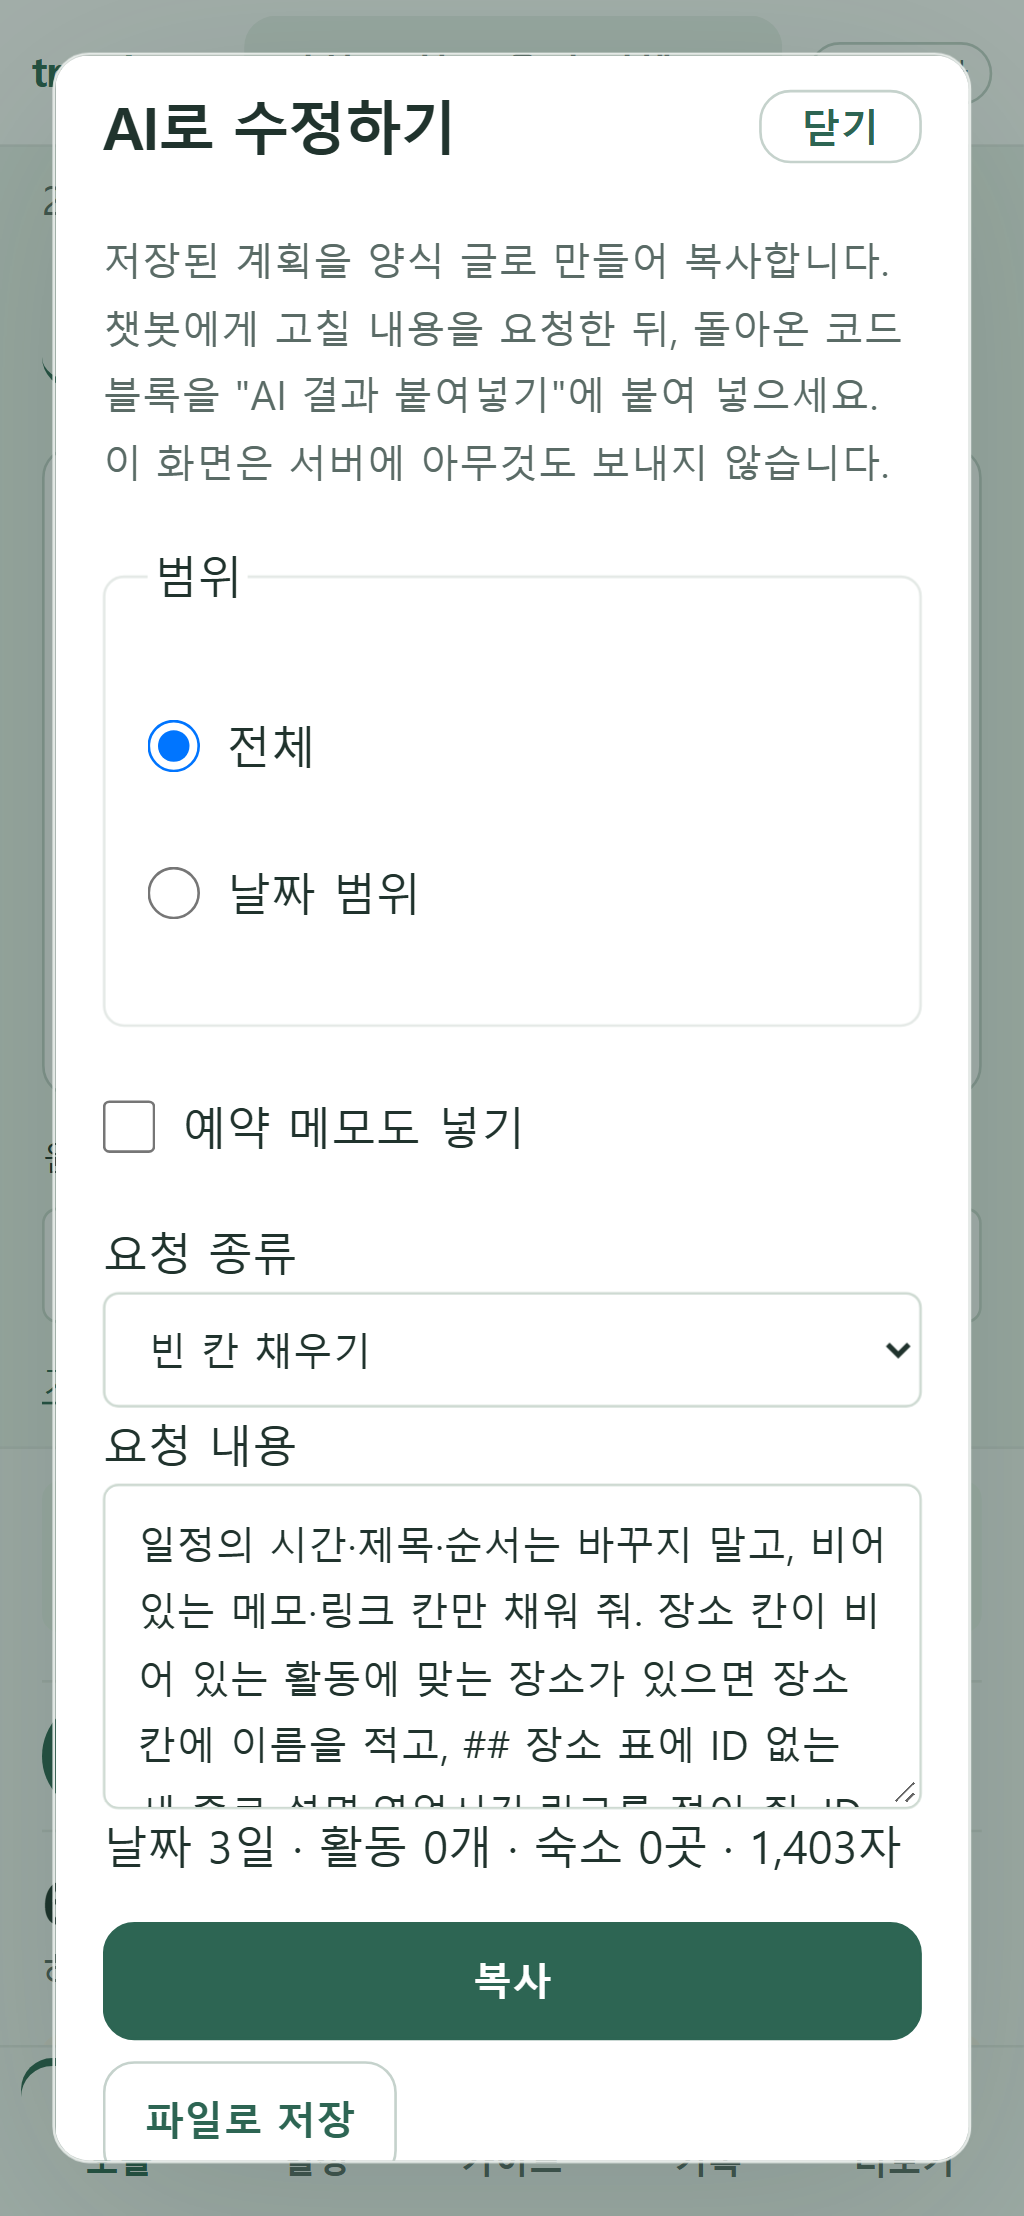 AI로 수정하기
닫기
저장된 계획을 양식 글로 만들어 복사합니다.
챗봇에게 고칠 내용을 요청한 뒤, 돌아온 코드
블록을 "AI 결과 붙여넣기"에 붙여 넣으세요.
이 화면은 서버에 아무것도 보내지 않습니다.
범위
전체
날짜 범위
예약 메모도 넣기
요청 종류
빈 칸 채우기
요청 내용
일정의 시간·제목·순서는 바꾸지 말고, 비어
있는 메모·링크 칸만 채워 줘. 장소 칸이 비
어 있는 활동에 맞는 장소가 있으면 장소
칸에 이름을 적고, ## 장소 표에 ID 없는
날짜 3일 · 활동 0개 · 숙소 0곳 · 1,403자
복사
파일로 저장